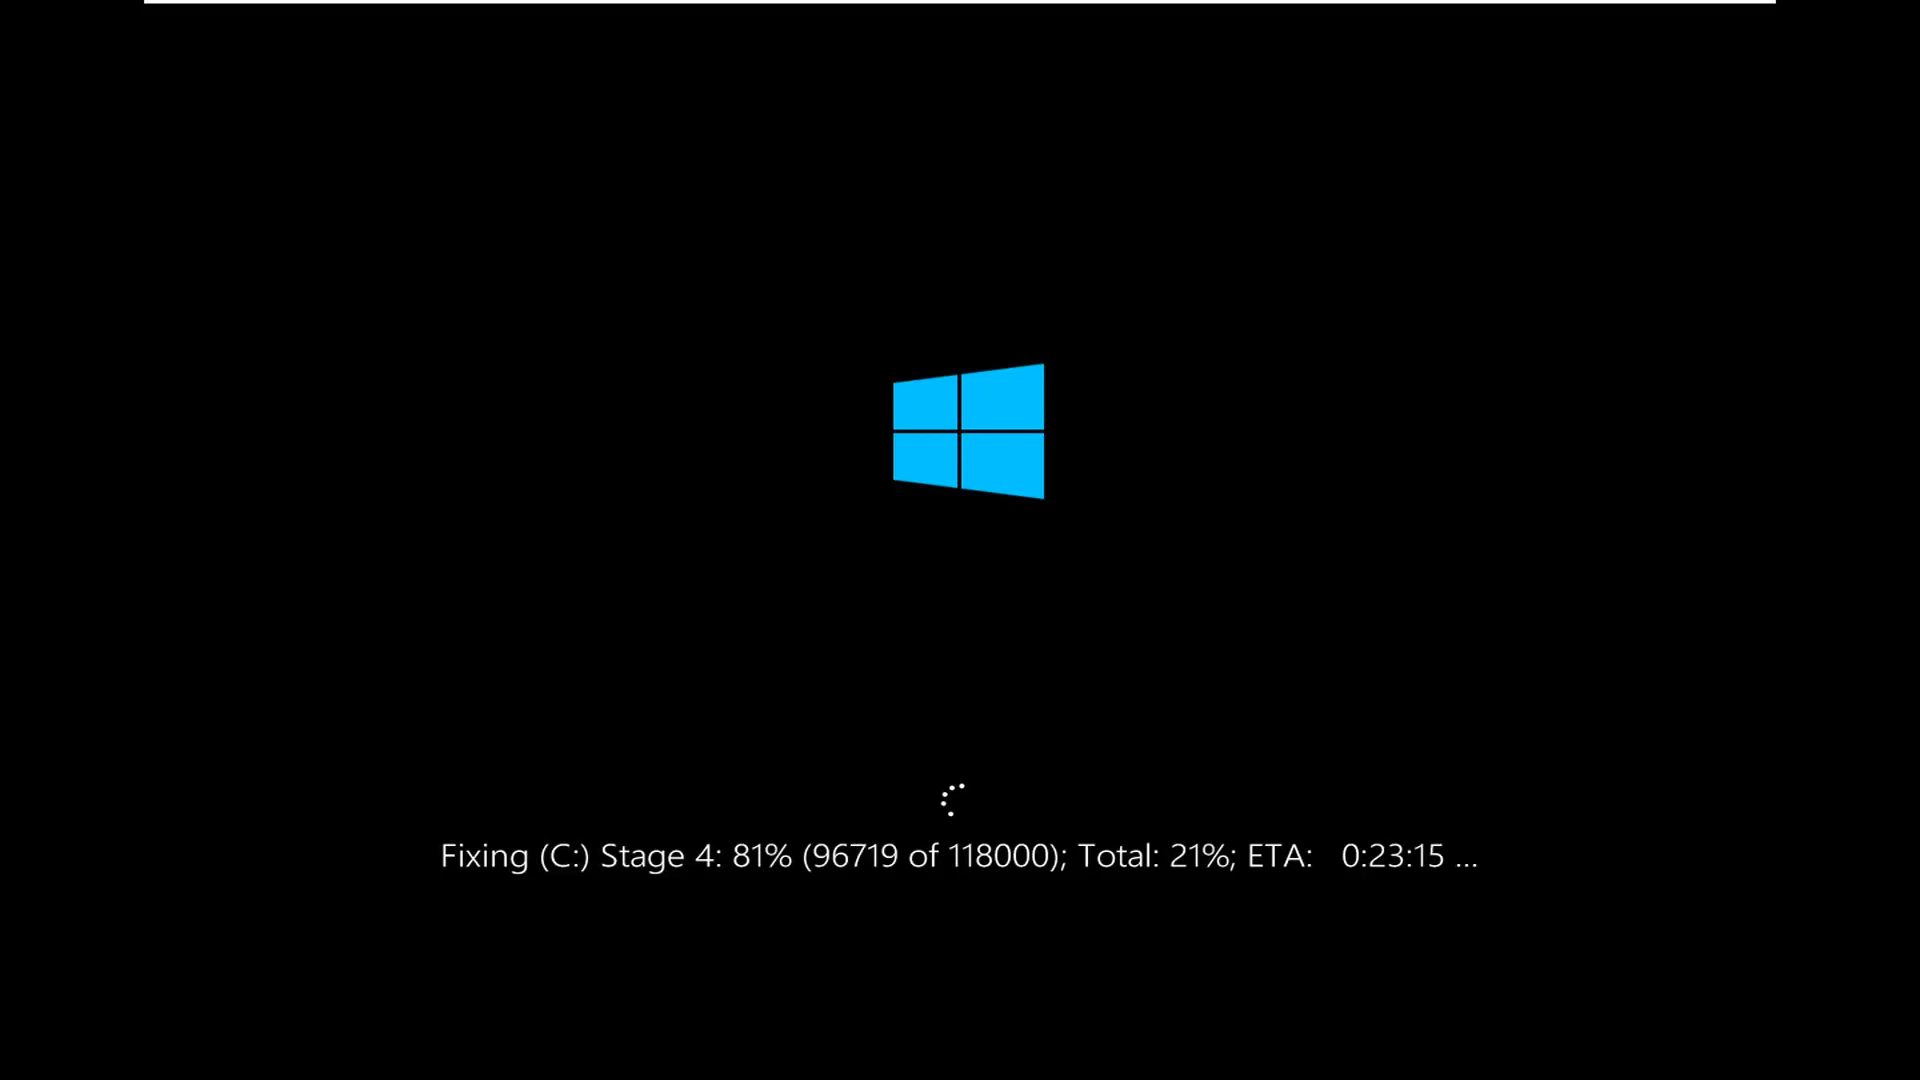 Fixing (C:) Stage 4: 81% (96719 of 118000); Total: 21%; ETA:   0:23:15 ...